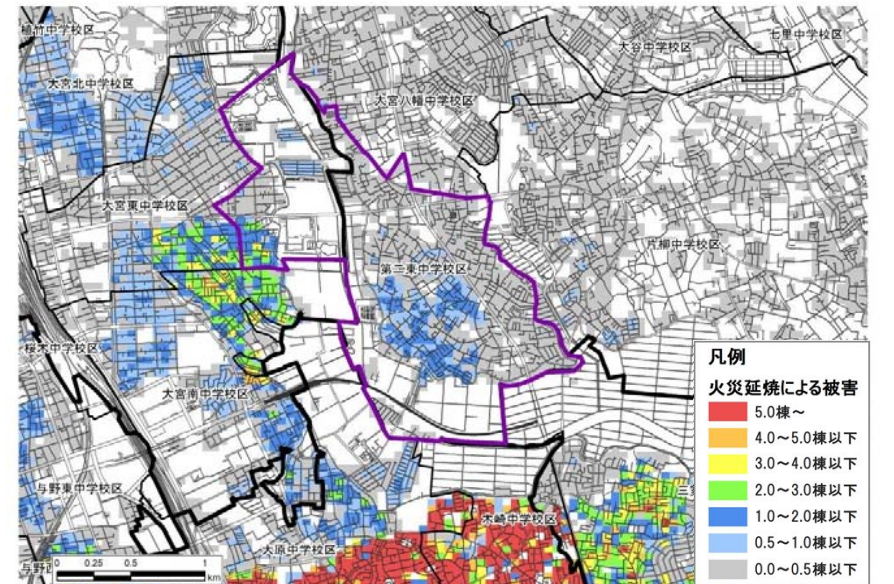 植竹中学校区
七里中学校区
大谷中学校区
大宮北中学校区
大宮八幡中学校区
大宮東中学校区
片柳中学校区
第二東中学校区
桜木中学校区
大宮南中学校区
与野東中学校区
木崎中学校区
大原中学校区
0 0.25 0.5 1
km
凡例
火災延焼による被害
5.0棟～
4.0～5.0棟以下
3.0～4.0棟以下
2.0～3.0棟以下
1.0～2.0棟以下
0.5～1.0棟以下
0.0～0.5棟以下